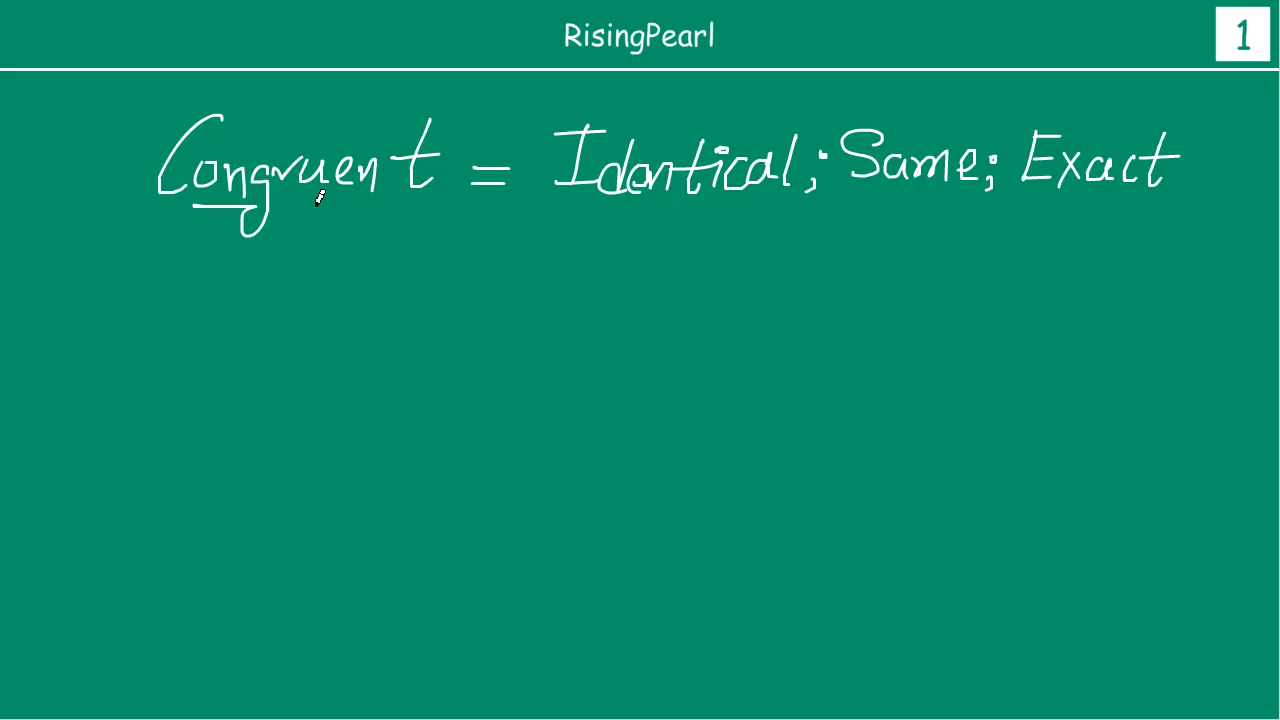 RisingPearl
1
Congruent = Identical; Same; Exact